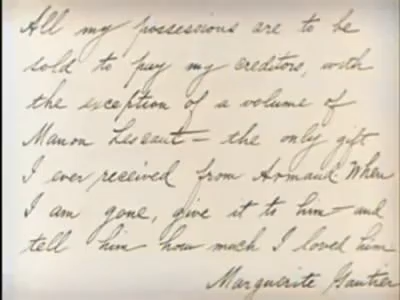 All my possessions are to be
sold to pay my creditors, with
the exception of a volume of
Manon Lescaut — the only gift
I ever received from Armand. When
I am gone, give it to him — and
tell him how much I loved him
Marguerite Gautier